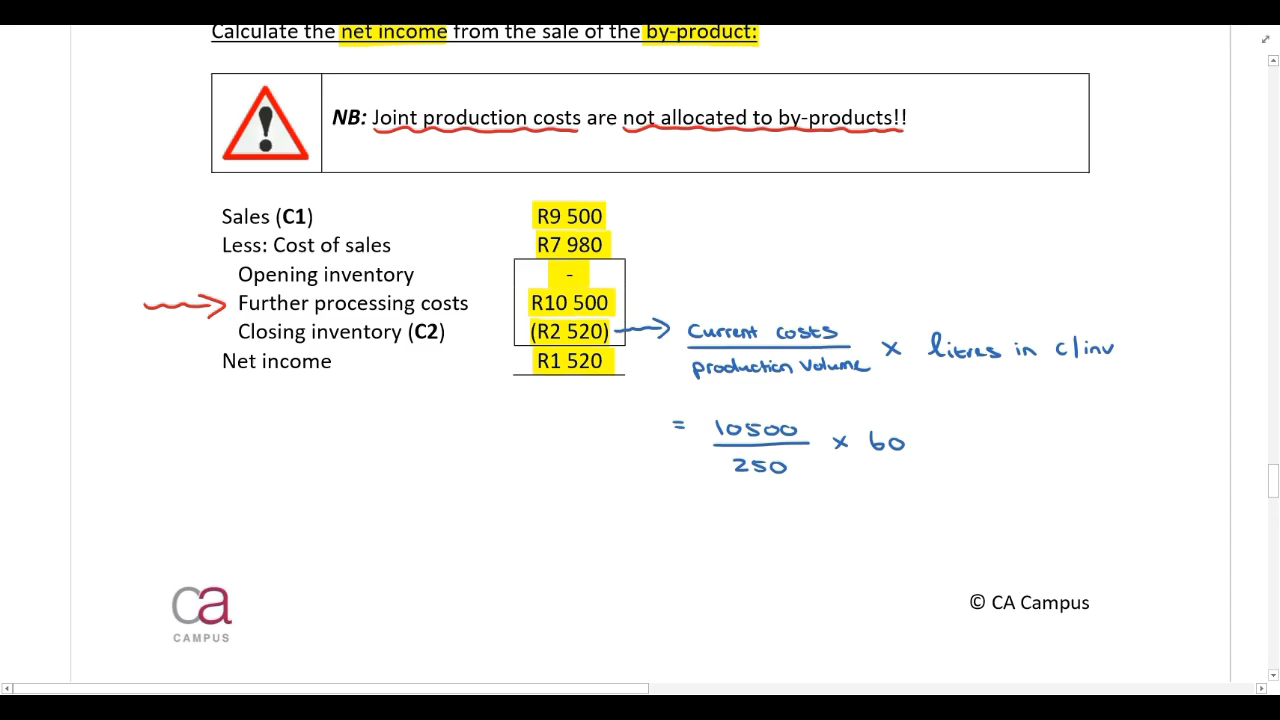 Calculate the net income from the sale of the by-product:
NB: Joint production costs are not allocated to by-products!!
Sales (C1) R9 500
Less: Cost of sales R7 980
Opening inventory -
Further processing costs R10 500
Closing inventory (C2) (R2 520)
Net income R1 520
Current costs
production volume × litres in c/inv
= 10500
250 × 60
ca
CAMPUS
© CA Campus